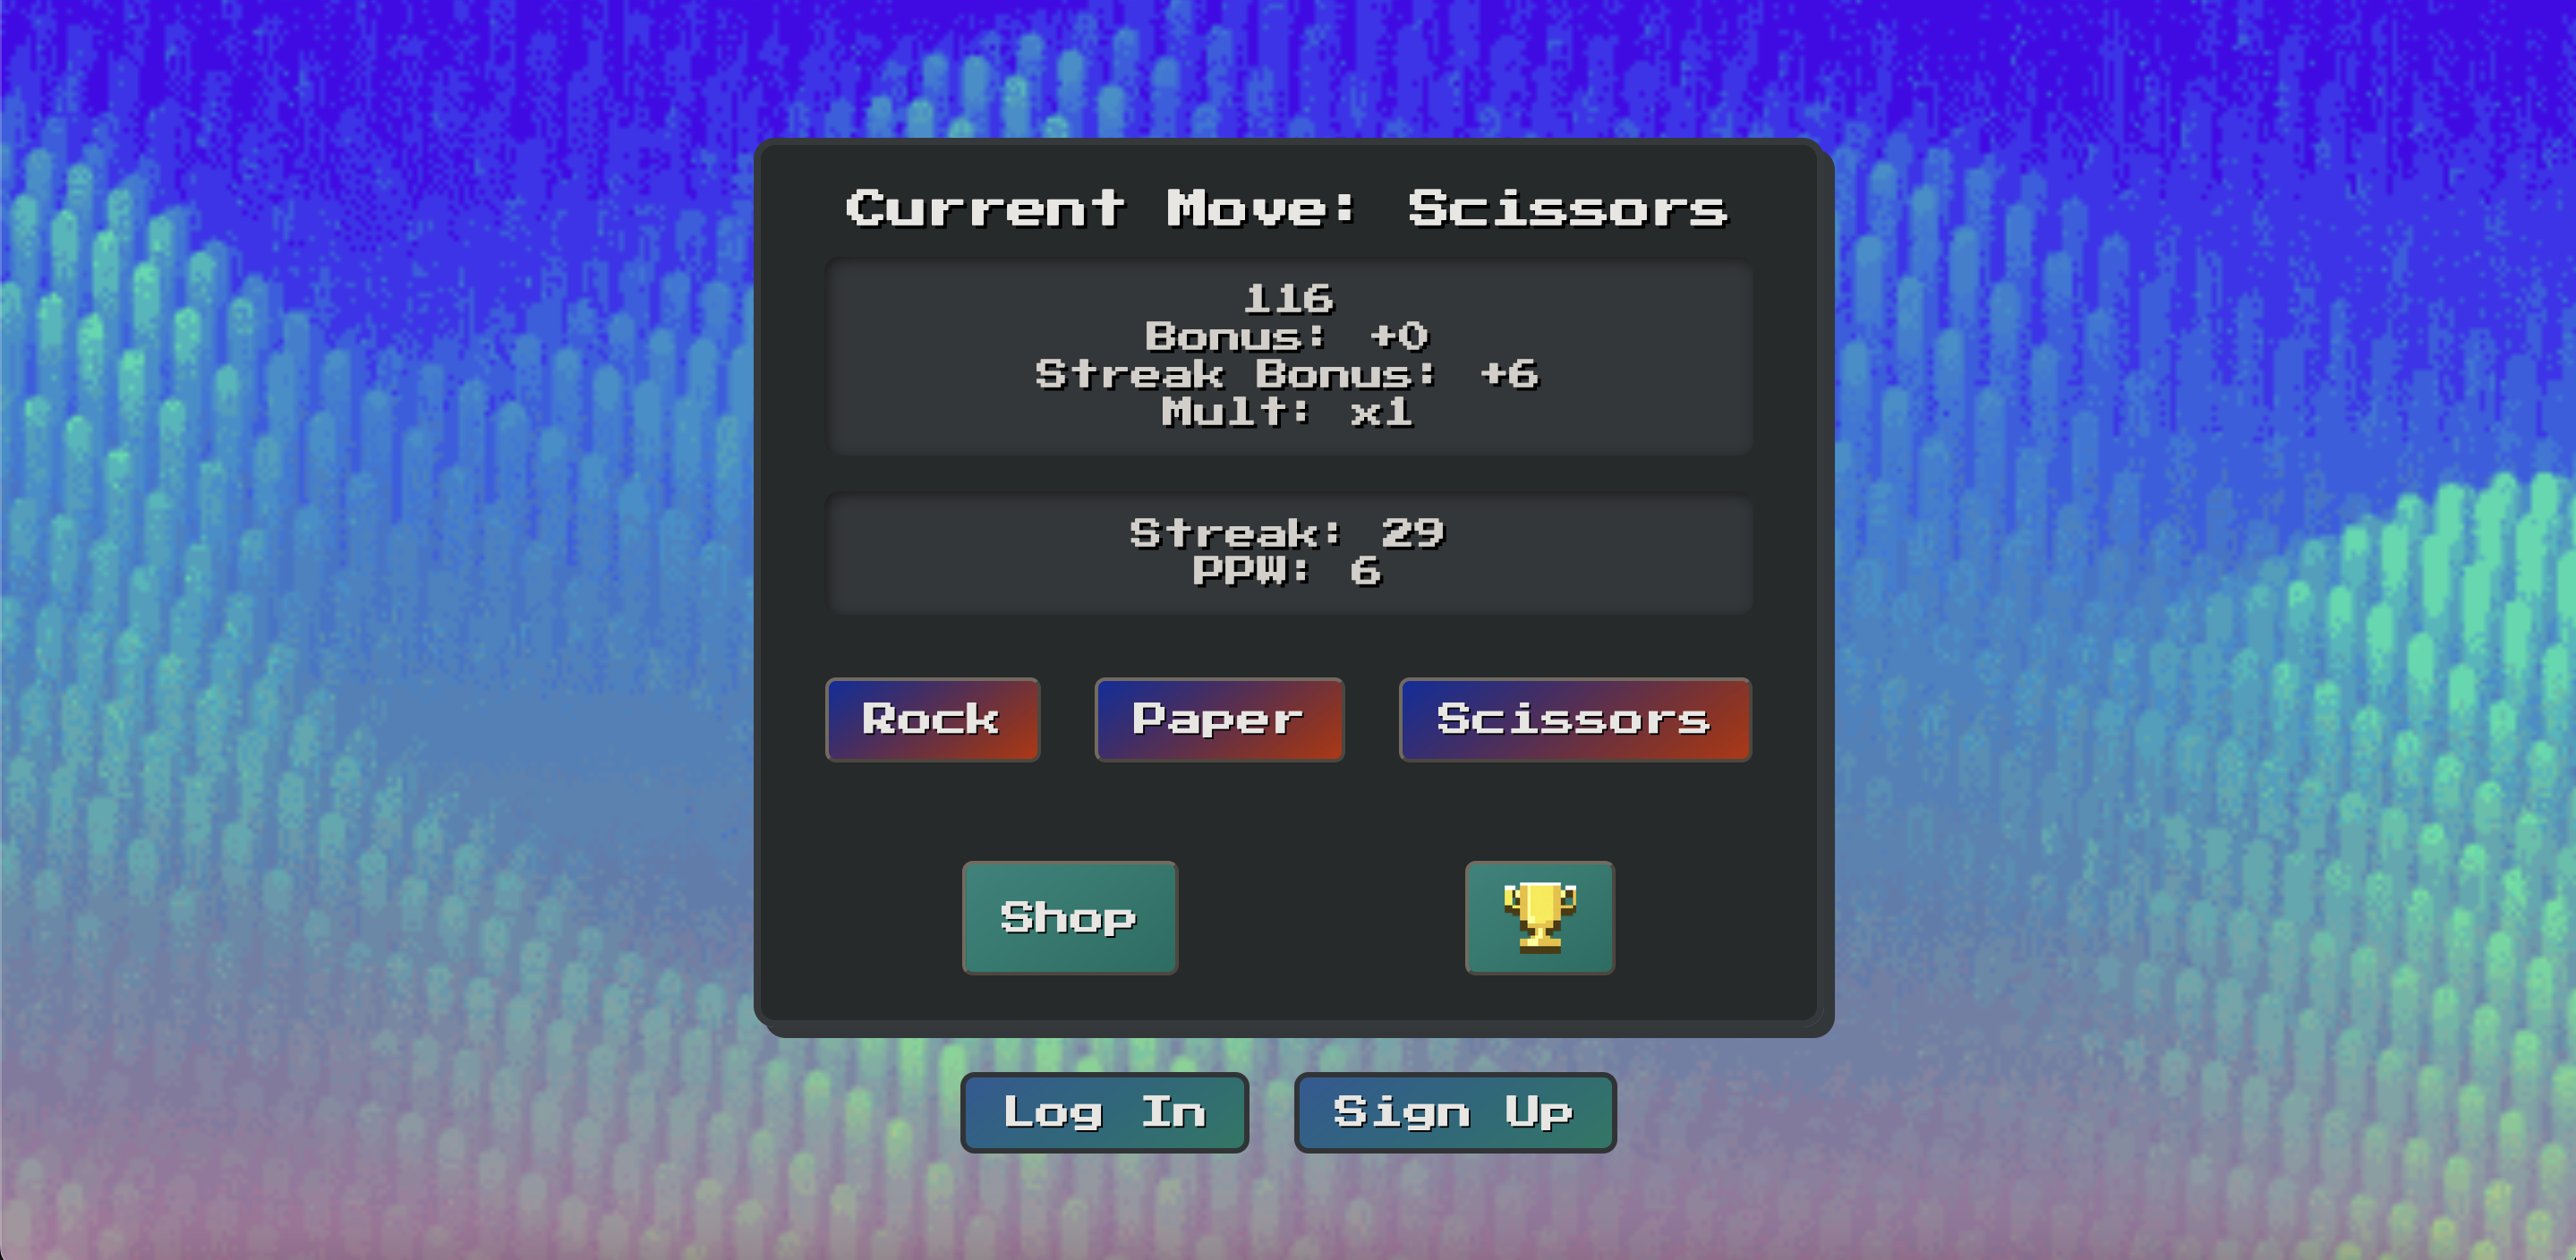 Current Move: Scissors
116
Bonus: +0
Streak Bonus: +6
Mult: x1
Streak: 29
PPW: 6
Rock
Paper
Scissors
Shop
Log In
Sign Up